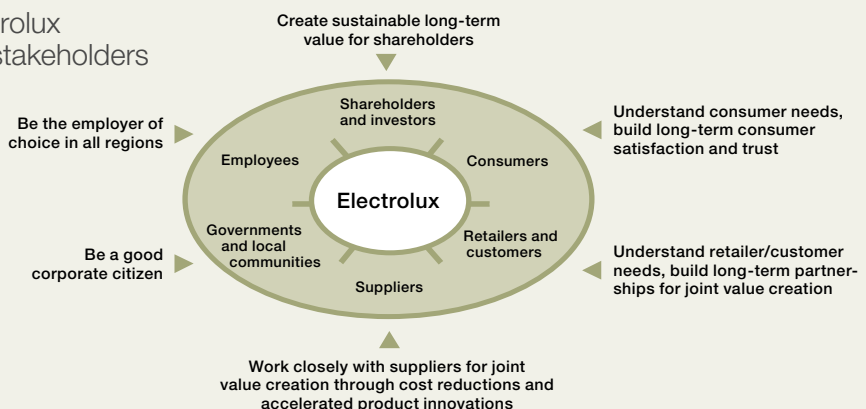 rolux
stakeholders
Create sustainable long-term
value for shareholders
Shareholders
and investors
Be the employer of
choice in all regions
Understand consumer needs,
build long-term consumer
satisfaction and trust
Employees
Consumers
Electrolux
Governments
and local
communities
Retailers and
customers
Be a good
corporate citizen
Understand retailer/customer
needs, build long-term partner-
ships for joint value creation
Suppliers
Work closely with suppliers for joint
value creation through cost reductions and
accelerated product innovations